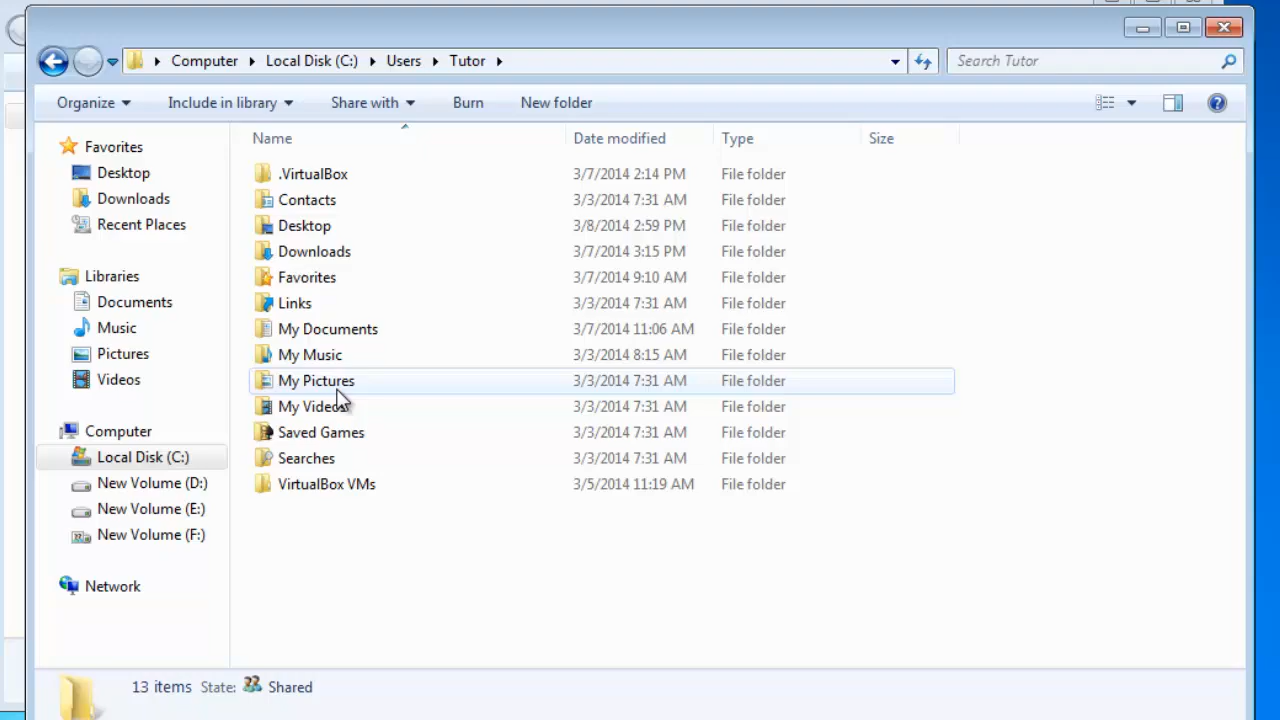 Computer Local Disk (C:) Users Tutor Search Tutor
Organize Include in library Share with Burn New folder
Name Date modified Type Size
Favorites
Desktop
Downloads
Recent Places
Libraries
Documents
Music
Pictures
Videos
Computer
Local Disk (C:)
New Volume (D:)
New Volume (E:)
New Volume (F:)
Network
.VirtualBox 3/7/2014 2:14 PM File folder
Contacts 3/3/2014 7:31 AM File folder
Desktop 3/8/2014 2:59 PM File folder
Downloads 3/7/2014 3:15 PM File folder
Favorites 3/7/2014 9:10 AM File folder
Links 3/3/2014 7:31 AM File folder
My Documents 3/7/2014 11:06 AM File folder
My Music 3/3/2014 8:15 AM File folder
My Pictures 3/3/2014 7:31 AM File folder
My Videos 3/3/2014 7:31 AM File folder
Saved Games 3/3/2014 7:31 AM File folder
Searches 3/3/2014 7:31 AM File folder
VirtualBox VMs 3/5/2014 11:19 AM File folder
13 items State: Shared